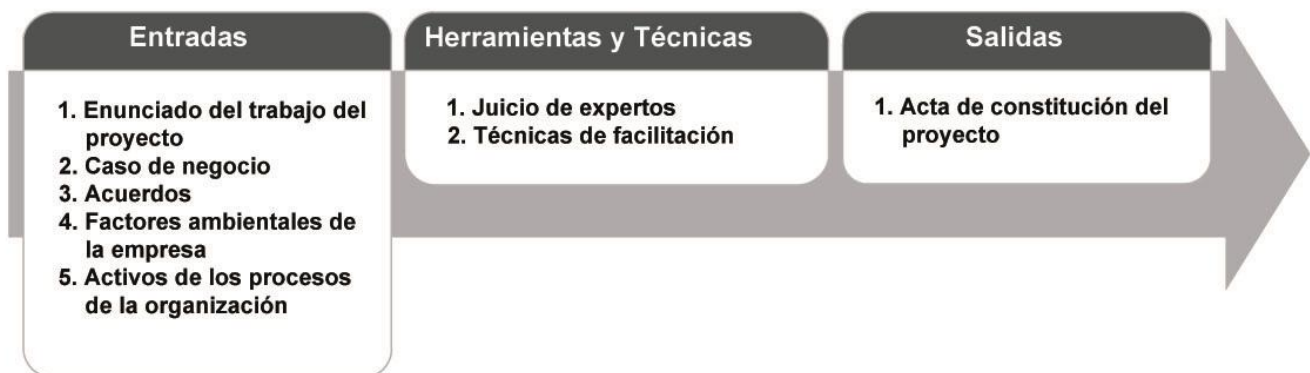 Entradas
1. Enunciado del trabajo del
proyecto
2. Caso de negocio
3. Acuerdos
4. Factores ambientales de
la empresa
5. Activos de los procesos
de la organización
Herramientas y Técnicas
1. Juicio de expertos
2. Técnicas de facilitación
Salidas
1. Acta de constitución del
proyecto